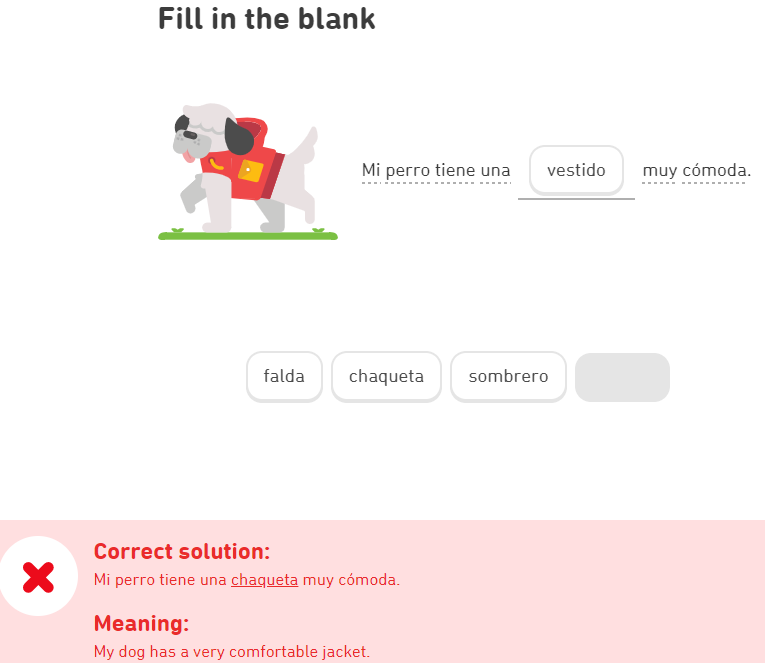 Fill in the blank
Mi perro tiene una vestido muy cómoda.
falda chaqueta sombrero
Correct solution:
Mi perro tiene una chaqueta muy cómoda.
Meaning:
My dog has a very comfortable jacket.